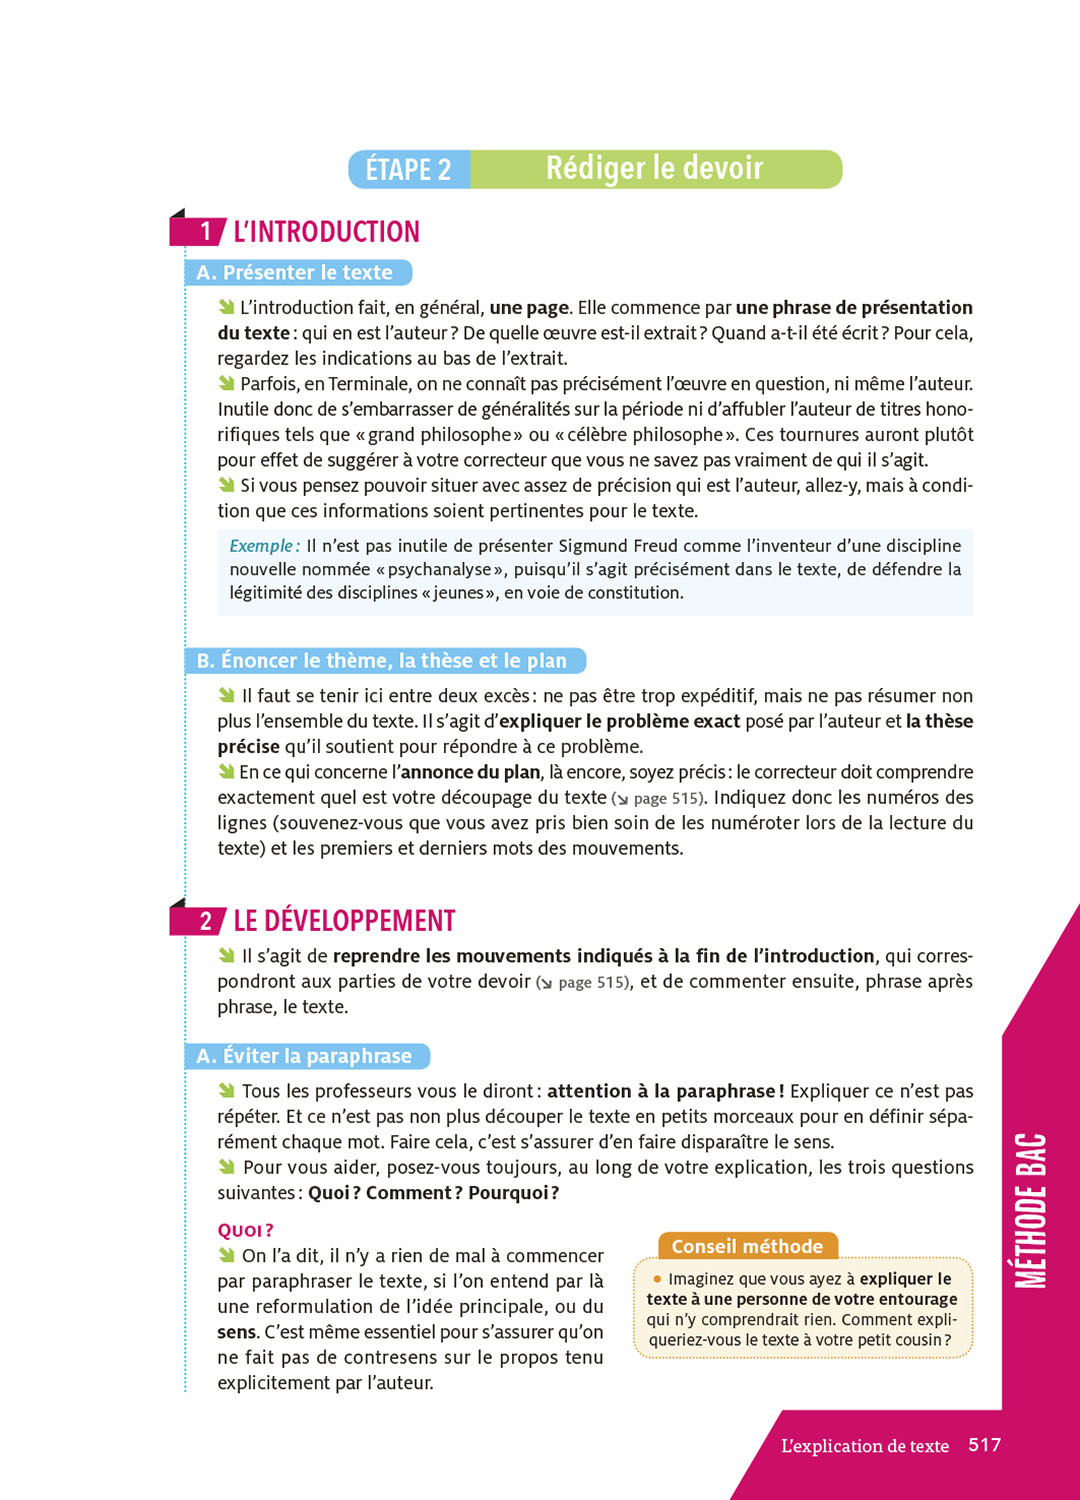 ÉTAPE 2 Rédiger le devoir
1 L'INTRODUCTION
A. Présenter le texte
L'introduction fait, en général, une page. Elle commence par une phrase de présentation
du texte : qui en est l'auteur ? De quelle œuvre est-il extrait ? Quand a-t-il été écrit ? Pour cela,
regardez les indications au bas de l'extrait.
Parfois, en Terminale, on ne connaît pas précisément l'œuvre en question, ni même l'auteur.
Inutile donc de s'embarrasser de généralités sur la période ni d'affubler l'auteur de titres hono-
rifiques tels que « grand philosophe » ou « célèbre philosophe ». Ces tournures auront plutôt
pour effet de suggérer à votre correcteur que vous ne savez pas vraiment de qui il s'agit.
Si vous pensez pouvoir situer avec assez de précision qui est l'auteur, allez-y, mais à condi-
tion que ces informations soient pertinentes pour le texte.
Exemple : Il n'est pas inutile de présenter Sigmund Freud comme l'inventeur d'une discipline
nouvelle nommée « psychanalyse », puisqu'il s'agit précisément dans le texte, de défendre la
légitimité des disciplines « jeunes », en voie de constitution.
B. Énoncer le thème, la thèse et le plan
Il faut se tenir ici entre deux excès : ne pas être trop expéditif, mais ne pas résumer non
plus l'ensemble du texte. Il s'agit d'expliquer le problème exact posé par l'auteur et la thèse
précise qu'il soutient pour répondre à ce problème.
En ce qui concerne l'annonce du plan, là encore, soyez précis : le correcteur doit comprendre
exactement quel est votre découpage du texte (↘ page 515). Indiquez donc les numéros des
lignes (souvenez-vous que vous avez pris bien soin de les numéroter lors de la lecture du
texte) et les premiers et derniers mots des mouvements.
2 LE DÉVELOPPEMENT
Il s'agit de reprendre les mouvements indiqués à la fin de l'introduction, qui corres-
pondront aux parties de votre devoir (↘ page 515), et de commenter ensuite, phrase après
phrase, le texte.
A. Éviter la paraphrase
Tous les professeurs vous le diront : attention à la paraphrase ! Expliquer ce n'est pas
répéter. Et ce n'est pas non plus découper le texte en petits morceaux pour en définir sépa-
rément chaque mot. Faire cela, c'est s'assurer d'en faire disparaître le sens.
Pour vous aider, posez-vous toujours, au long de votre explication, les trois questions
suivantes : Quoi ? Comment ? Pourquoi ?
QUOI ?
On l'a dit, il n'y a rien de mal à commencer
par paraphraser le texte, si l'on entend par là
une reformulation de l'idée principale, ou du
sens. C'est même essentiel pour s'assurer qu'on
ne fait pas de contresens sur le propos tenu
explicitement par l'auteur.
Conseil méthode
• Imaginez que vous ayez à expliquer le
texte à une personne de votre entourage
qui n'y comprendrait rien. Comment expli-
queriez-vous le texte à votre petit cousin ?
MÉTHODE BAC
L'explication de texte 517